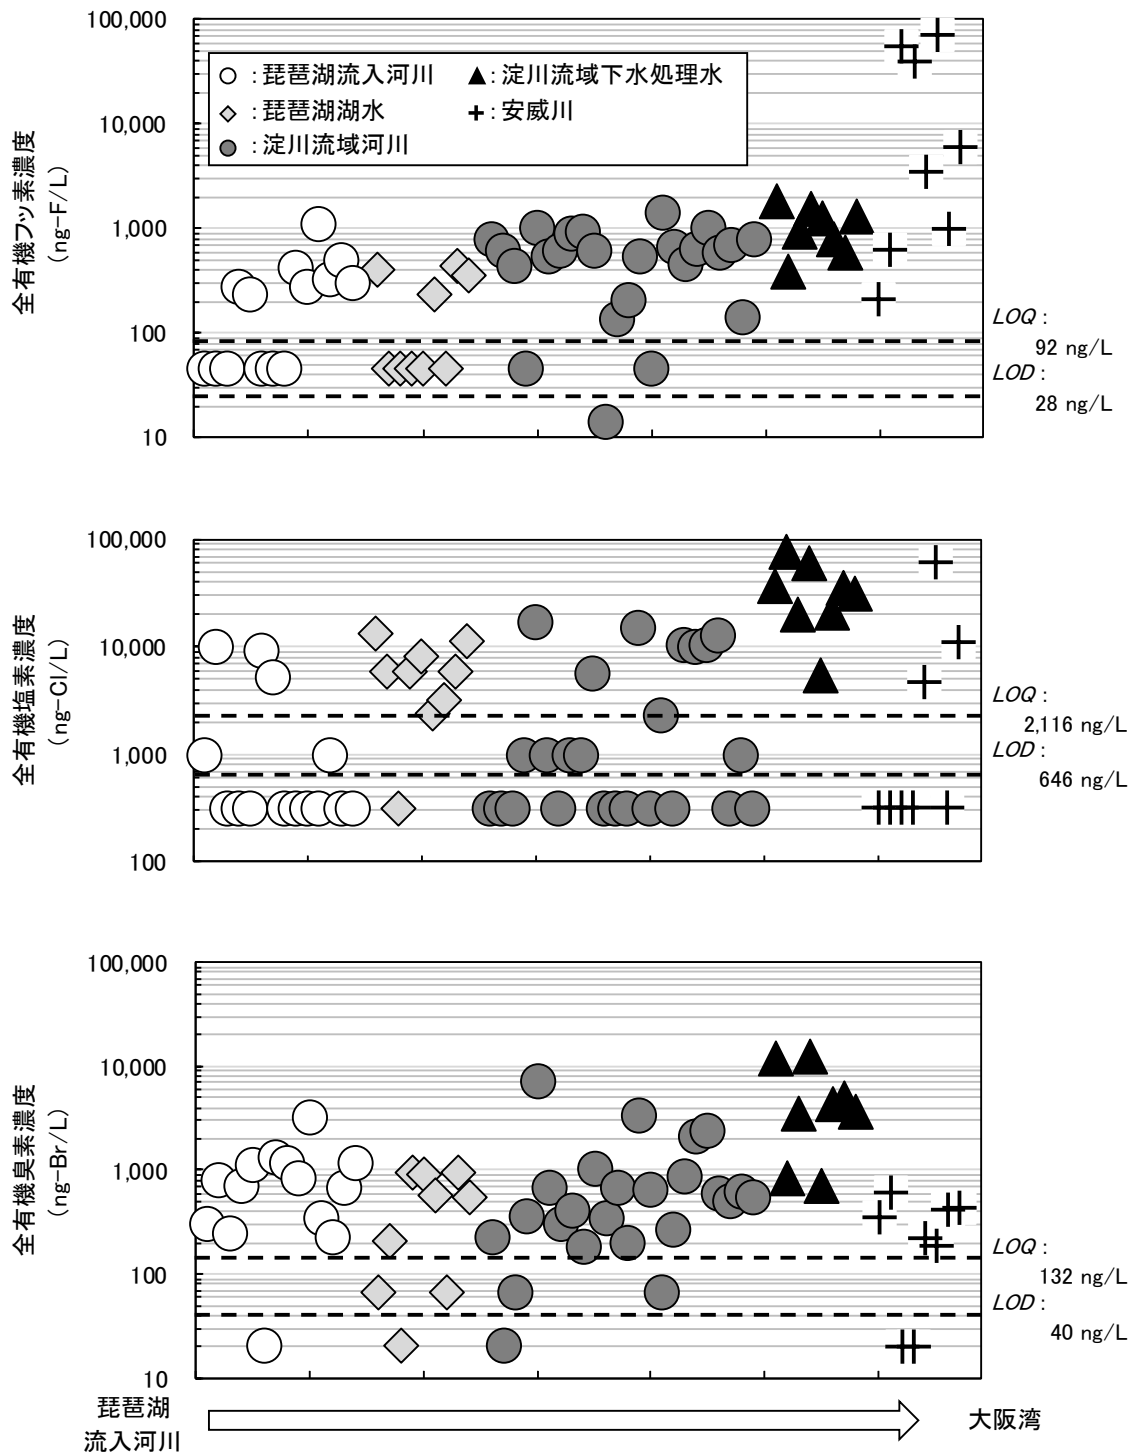 100,000
10,000
1,000
100
10
全有機フッ素濃度
(ng-F/L)
:琵琶湖流入河川
:淀川流域下水処理水
:琵琶湖湖水
:安威川
:淀川流域河川
LOQ:
92 ng/L
LOD:
28 ng/L
100,000
10,000
1,000
100
全有機塩素濃度
(ng-Cl/L)
LOQ:
2,116 ng/L
LOD:
646 ng/L
100,000
10,000
1,000
100
10
全有機臭素濃度
(ng-Br/L)
LOQ:
132 ng/L
LOD:
40 ng/L
琵琶湖
流入河川
大阪湾